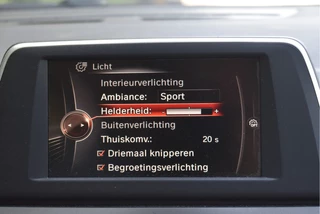 Licht
Interieurverlichting
Ambiance: Sport
Helderheid: - +
Buitenverlichting
Thuiskomv.: 20 s
Driemaal knipperen
Begroetingsverlichting